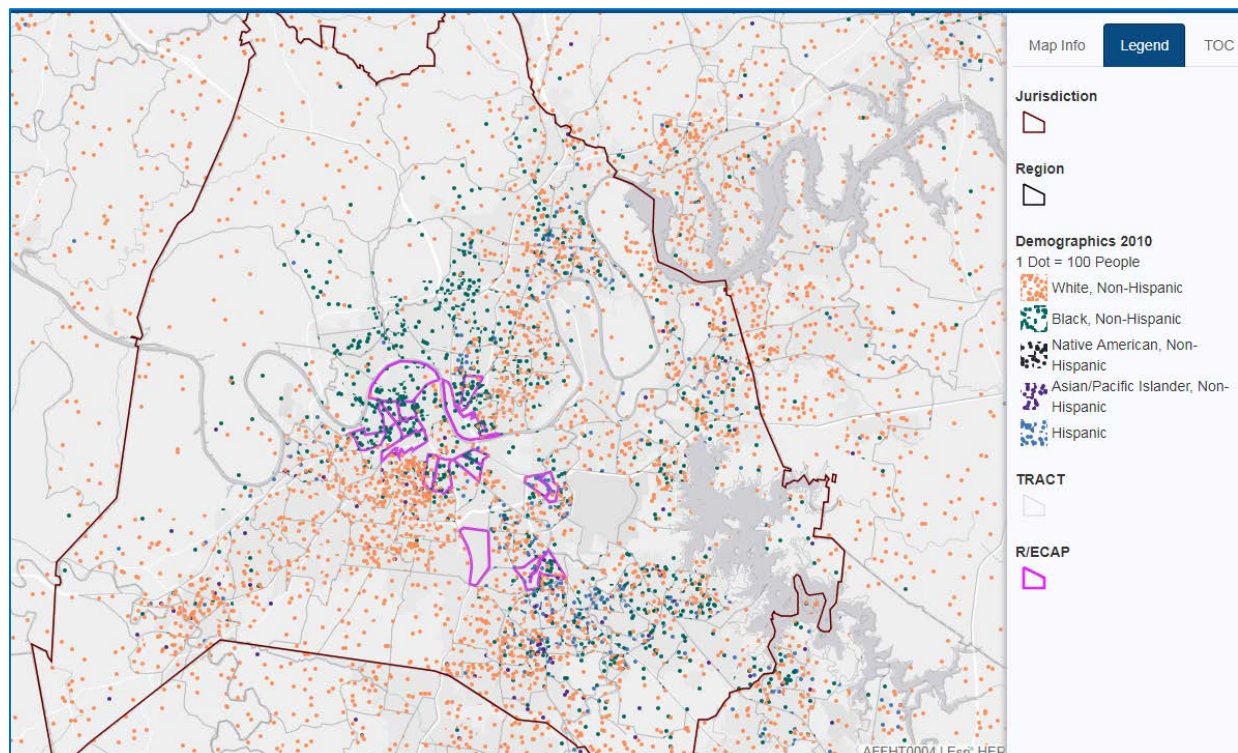 Map Info Legend TOC
Jurisdiction
Region
Demographics 2010
1 Dot = 100 People
White, Non-Hispanic
Black, Non-Hispanic
Native American, Non-
Hispanic
Asian/Pacific Islander, Non-
Hispanic
Hispanic
TRACT
R/ECAP